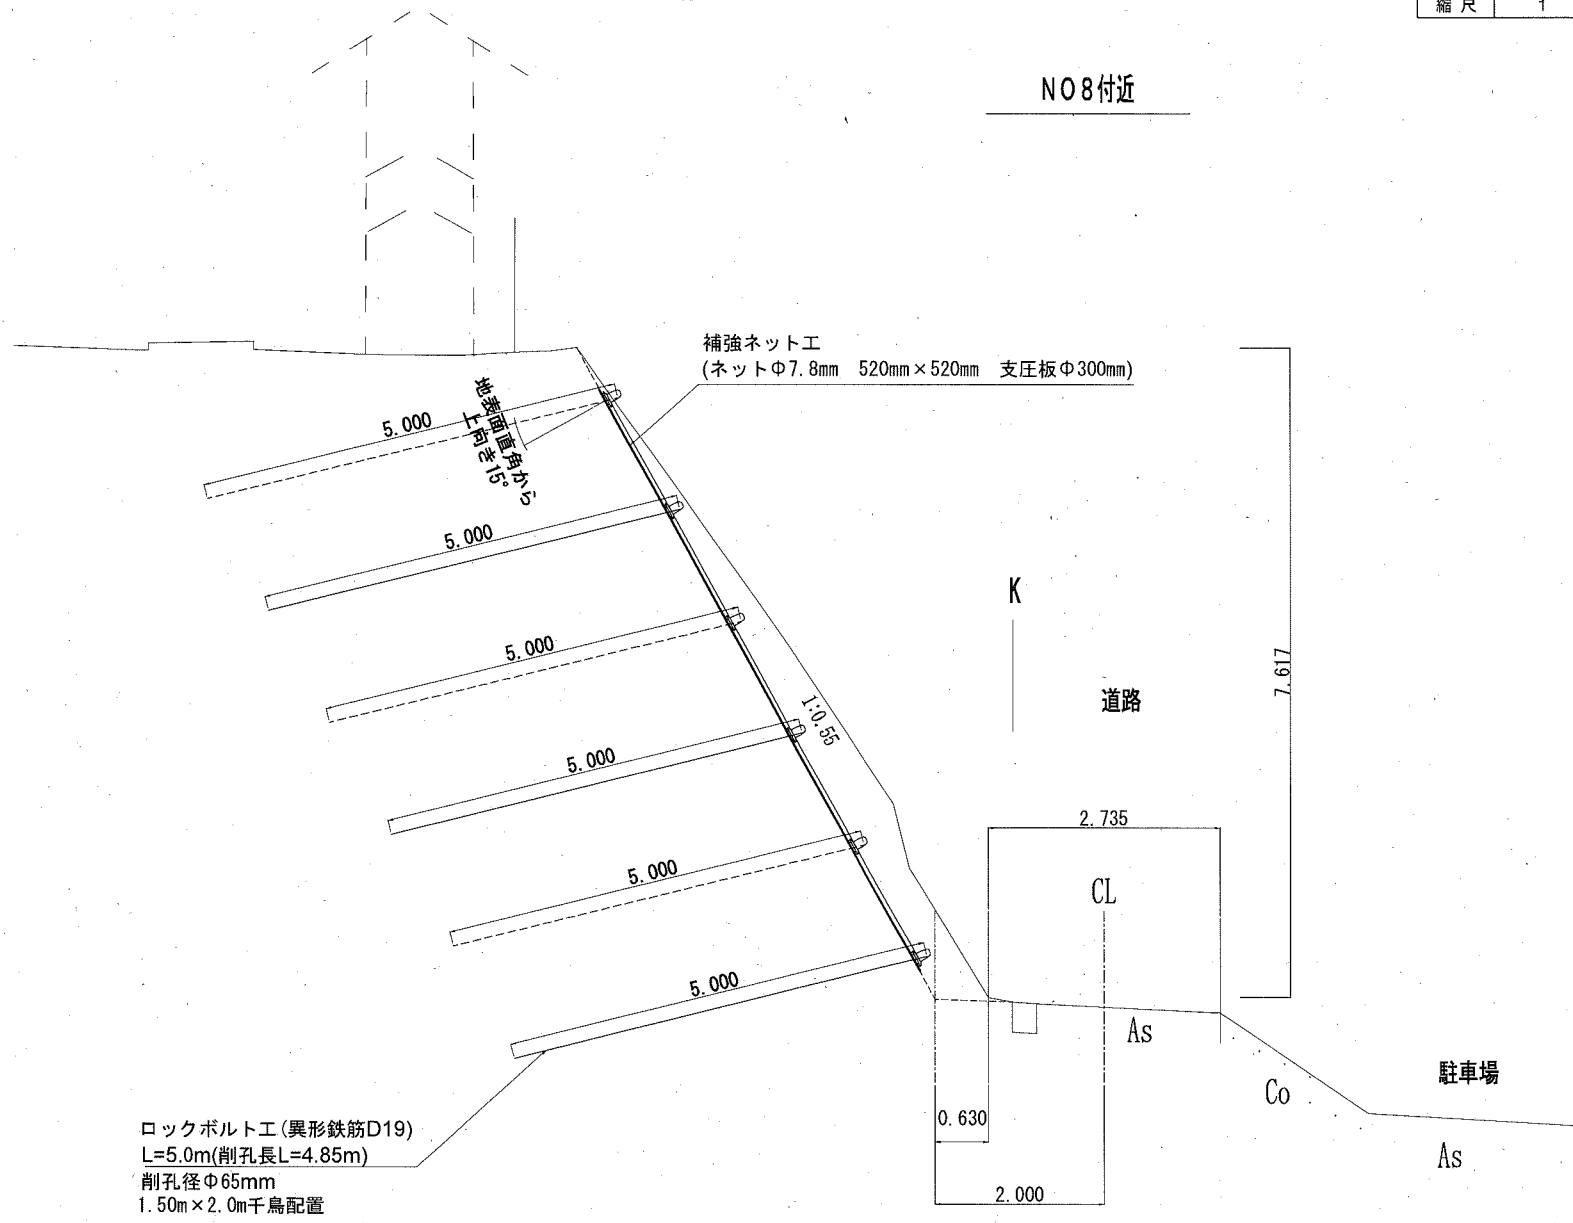 縮 尺 1
NO8付近
補強ネット工
(ネットΦ7.8mm 520mm×520mm 支圧板Φ300mm)
地表面直角から
上向き15°
5.000
5.000
5.000
5.000
5.000
5.000
1:0.55
K
道路
7.617
2.735
CL
As
Co
駐車場
As
0.630
2.000
ロックボルト工(異形鉄筋D19)
L=5.0m(削孔長L=4.85m)
削孔径Φ65mm
1.50m×2.0m千鳥配置